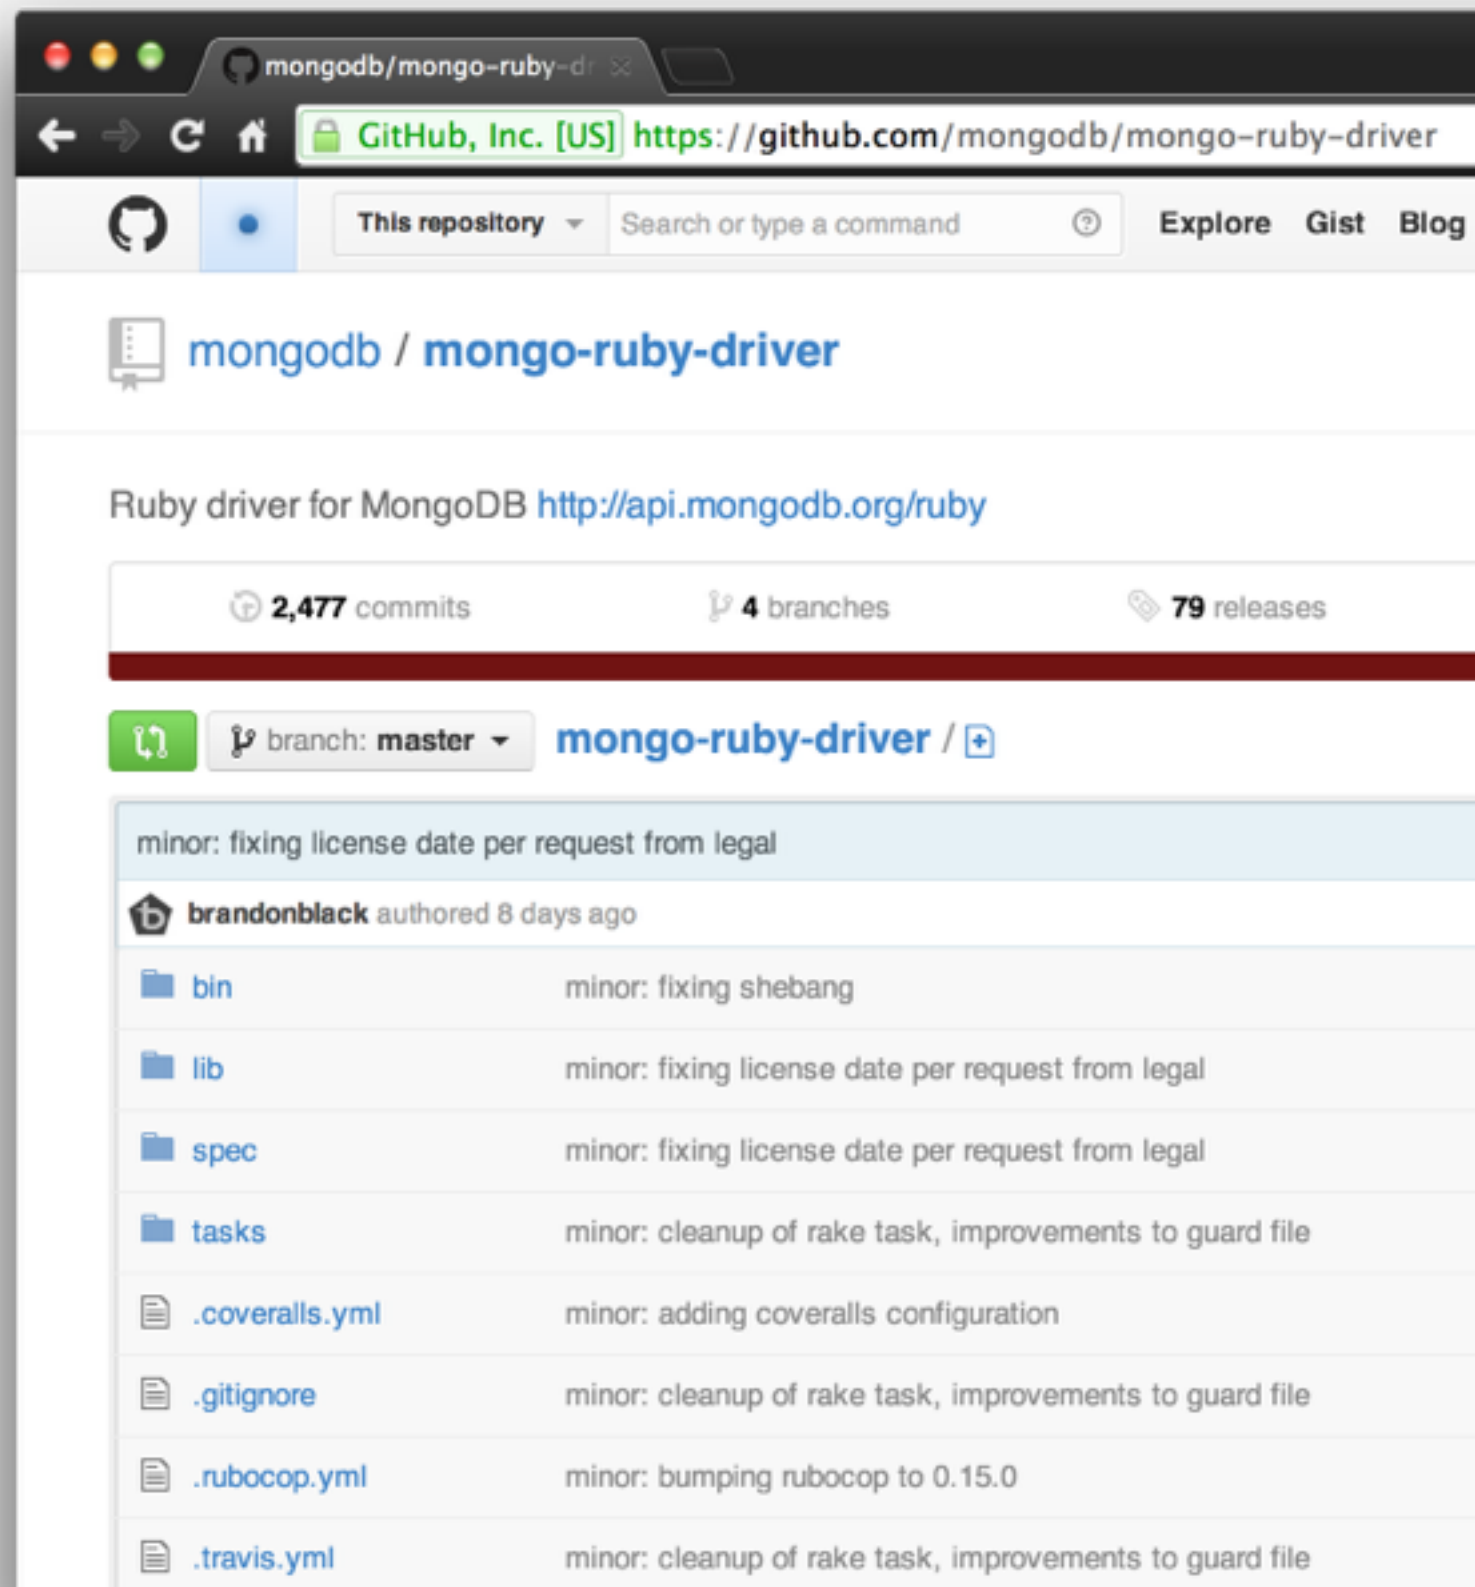 mongodb/mongo-ruby-dr
GitHub, Inc. [US] https://github.com/mongodb/mongo-ruby-driver
This repository Search or type a command Explore Gist Blog
mongodb / mongo-ruby-driver
Ruby driver for MongoDB http://api.mongodb.org/ruby
2,477 commits 4 branches 79 releases
branch: master mongo-ruby-driver /
minor: fixing license date per request from legal
brandonblack authored 8 days ago
bin minor: fixing shebang
lib minor: fixing license date per request from legal
spec minor: fixing license date per request from legal
tasks minor: cleanup of rake task, improvements to guard file
.coveralls.yml minor: adding coveralls configuration
.gitignore minor: cleanup of rake task, improvements to guard file
.rubocop.yml minor: bumping rubocop to 0.15.0
.travis.yml minor: cleanup of rake task, improvements to guard file